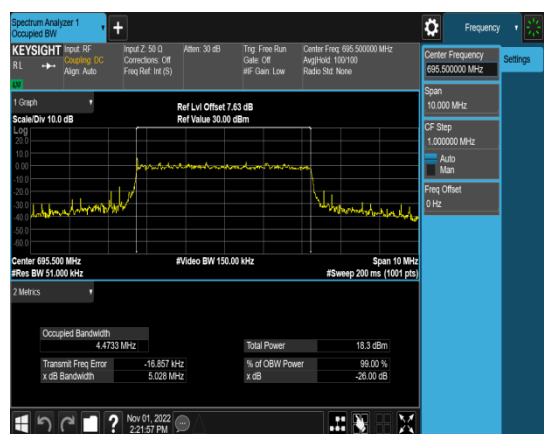 Spectrum Analyzer 1
Occupied BW
+
Frequency
KEYSIGHT
Input: RF
Input Z: 50 Ω
Atten: 30 dB
Trig: Free Run
Center Freq: 695.500000 MHz
RL
Coupling: DC
Corrections: Off
Gate: Off
Avg|Hold: 100/100
Align: Auto
Freq Ref: Int (S)
#IF Gain: Low
Radio Std: None
Center Frequency
695.500000 MHz
Settings
Span
10.000 MHz
CF Step
1.000000 MHz
Auto
Man
Freq Offset
0 Hz
1 Graph
Ref Lvl Offset 7.63 dB
Scale/Div 10.0 dB
Ref Value 30.00 dBm
Log
20.0
10.0
0.00
-10.0
-20.0
-30.0
-40.0
-50.0
-60.0
Center 695.500 MHz
#Video BW 150.00 kHz
Span 10 MHz
#Res BW 51.000 kHz
#Sweep 200 ms (1001 pts)
2 Metrics
Occupied Bandwidth
4.4733 MHz
Total Power 18.3 dBm
Transmit Freq Error -16.857 kHz
% of OBW Power 99.00 %
x dB Bandwidth 5.028 MHz
x dB -26.00 dB
?
Nov 01, 2022
2:21:57 PM